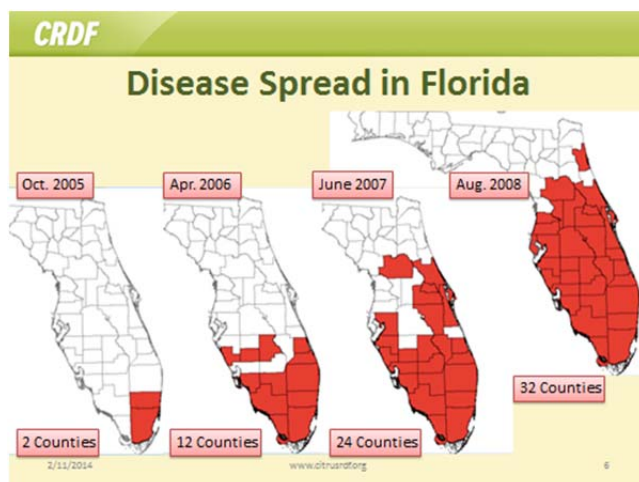 CRDF
Disease Spread in Florida
Oct. 2005
Apr. 2006
June 2007
Aug. 2008
2 Counties
12 Counties
24 Counties
32 Counties
2/11/2014
www.citrusrdf.org
6